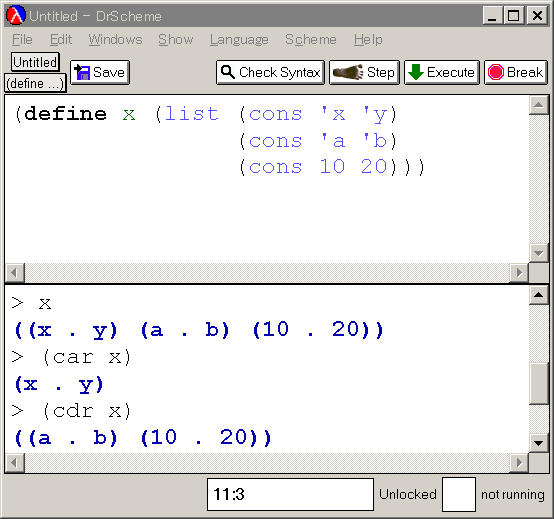 Untitled - DrScheme
File Edit Windows Show Language Scheme Help
Untitled
(define ...) Save Check Syntax Step Execute Break
(define x (list (cons 'x 'y)
(cons 'a 'b)
(cons 10 20)))
> x
((x . y) (a . b) (10 . 20))
> (car x)
(x . y)
> (cdr x)
((a . b) (10 . 20))
11:3 Unlocked not running